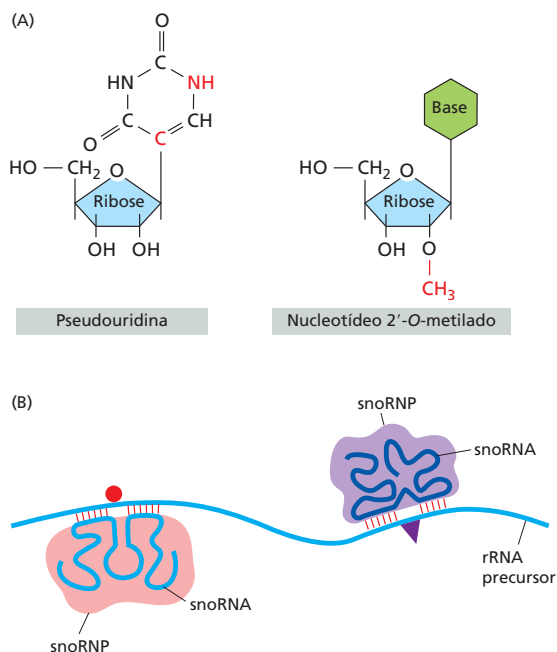 (A)
O
C
HN
NH
C
CH
O
C
HO — CH2
O
Ribose
OH OH
Pseudouridina
Base
HO — CH2
O
Ribose
OH O
CH3
Nucleotídeo 2′-O-metilado
(B)
snoRNP
snoRNA
rRNA
precursor
snoRNA
snoRNP